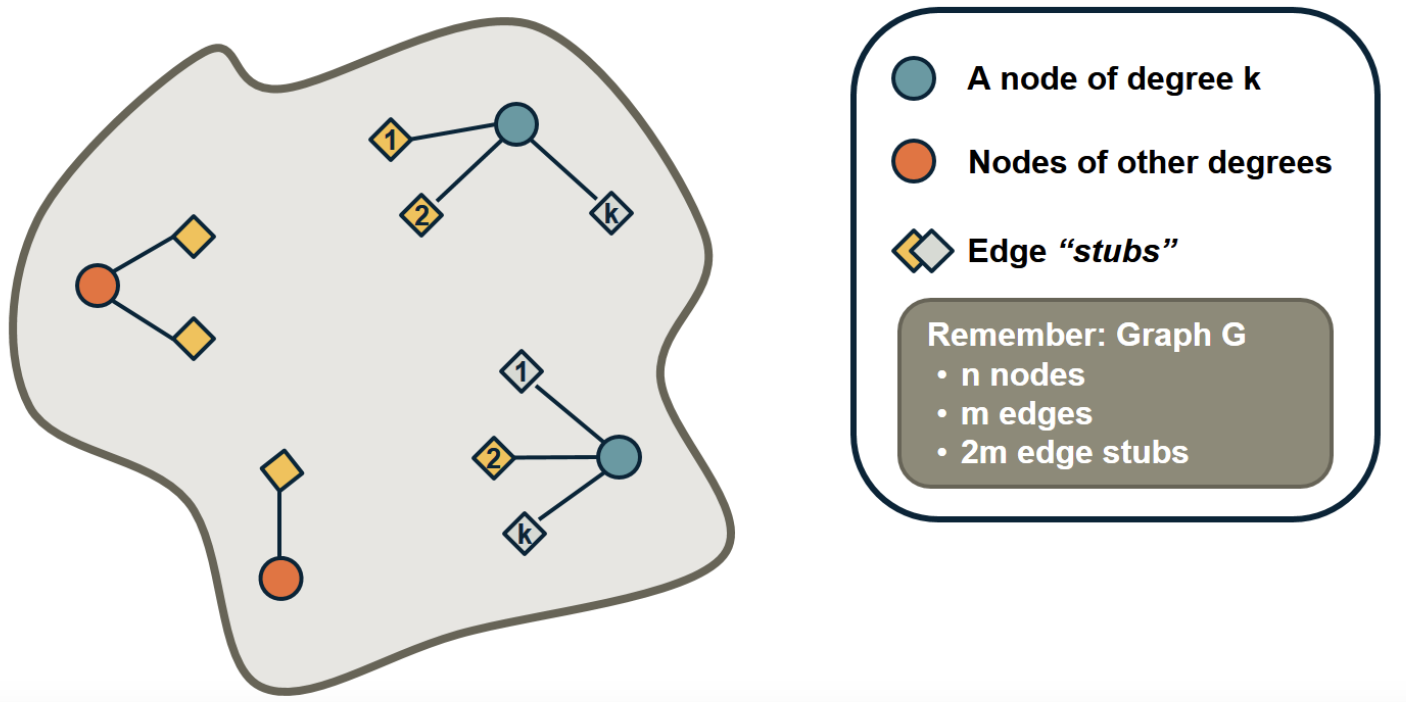 1
2
k
1
2
k
A node of degree k
Nodes of other degrees
Edge “stubs”
Remember: Graph G
• n nodes
• m edges
• 2m edge stubs